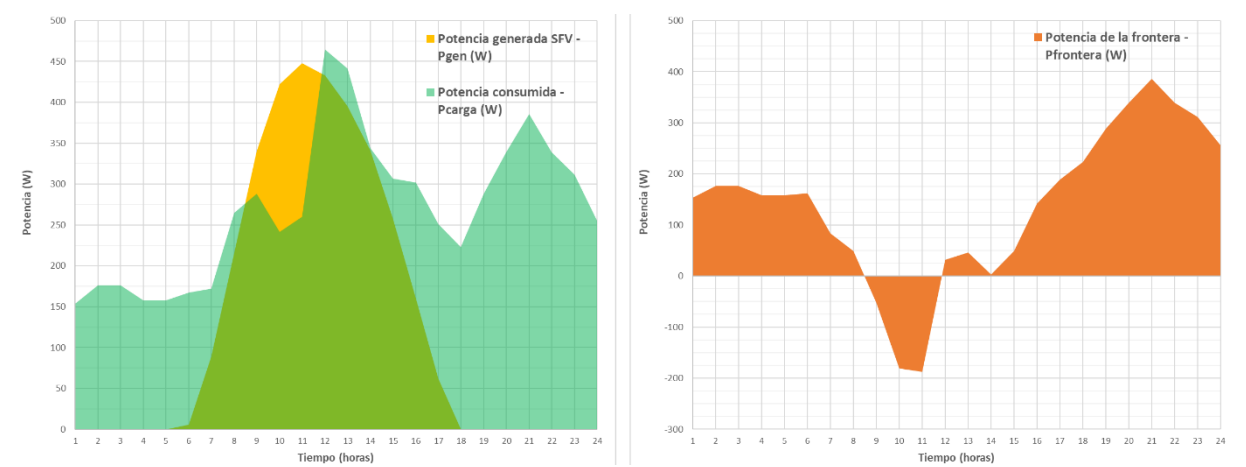 500
450
400
350
300
250
200
150
100
50
0
Potencia (W)
Potencia generada SFV -
Pgen (W)
Potencia consumida -
Pcarga (W)
1 2 3 4 5 6 7 8 9 10 11 12 13 14 15 16 17 18 19 20 21 22 23 24
Tiempo (horas)
500
400
300
200
100
0
-100
-200
-300
Potencia (W)
Potencia de la frontera -
Pfrontera (W)
1 2 3 4 5 6 7 8 9 10 11 12 13 14 15 16 17 18 19 20 21 22 23 24
Tiempo (horas)